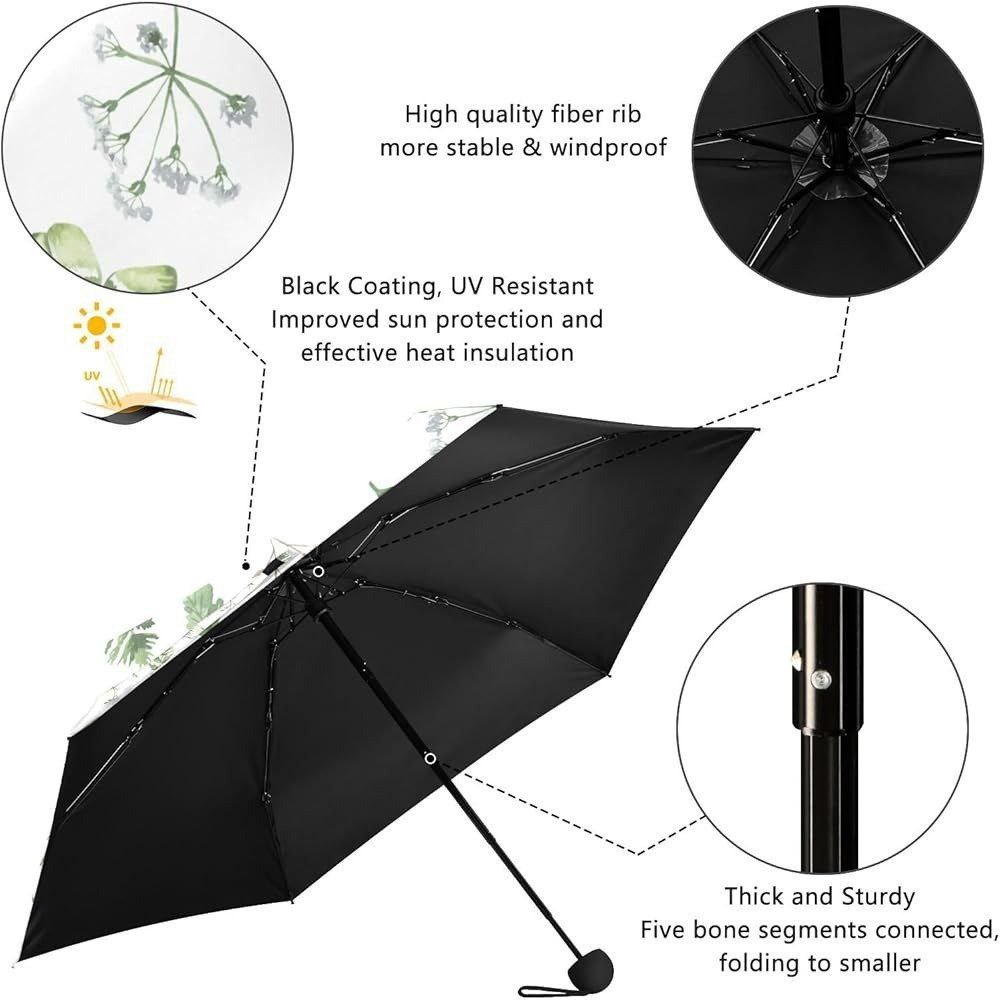 High quality fiber rib
more stable & windproof
Black Coating, UV Resistant
Improved sun protection and
effective heat insulation
UV
Thick and Sturdy
Five bone segments connected,
folding to smaller